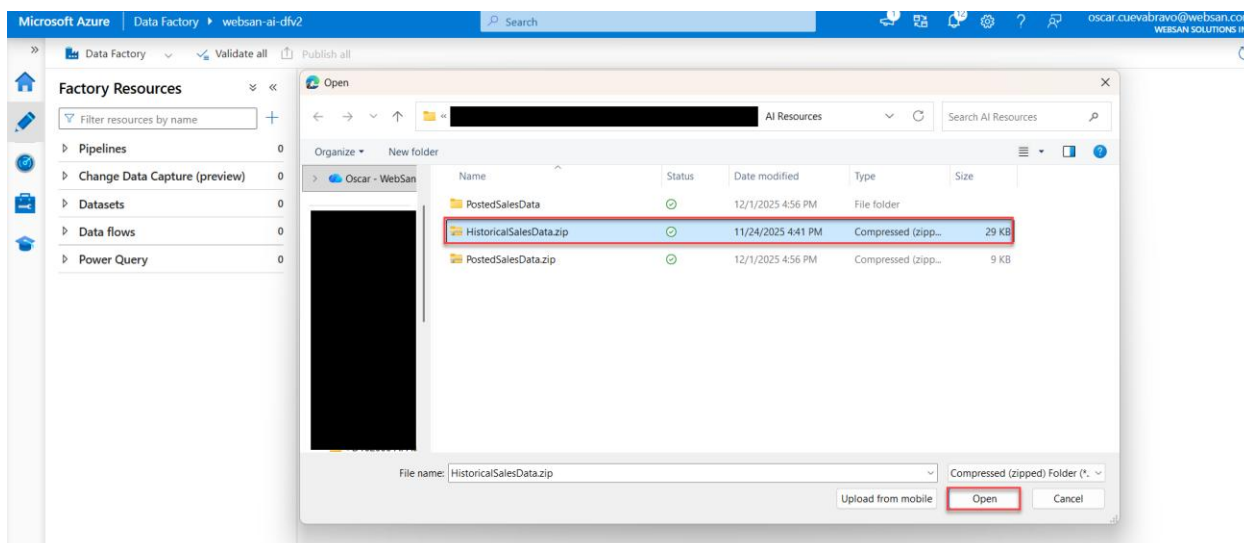 Microsoft Azure Data Factory websan-ai-dfv2 Search 1 12 oscar.cuevabravo@websan.co
WEBSAN SOLUTIONS IN
» Data Factory Validate all Publish all
Factory Resources
Filter resources by name
Pipelines 0
Change Data Capture (preview) 0
Datasets 0
Data flows 0
Power Query 0
Open
« AI Resources Search AI Resources
Organize New folder
Oscar - WebSan
Name Status Date modified Type Size
PostedSalesData 12/1/2025 4:56 PM File folder
HistoricalSalesData.zip 11/24/2025 4:41 PM Compressed (zipp... 29 KB
PostedSalesData.zip 12/1/2025 4:56 PM Compressed (zipp... 9 KB
File name: HistoricalSalesData.zip Compressed (zipped) Folder (*.
Upload from mobile Open Cancel